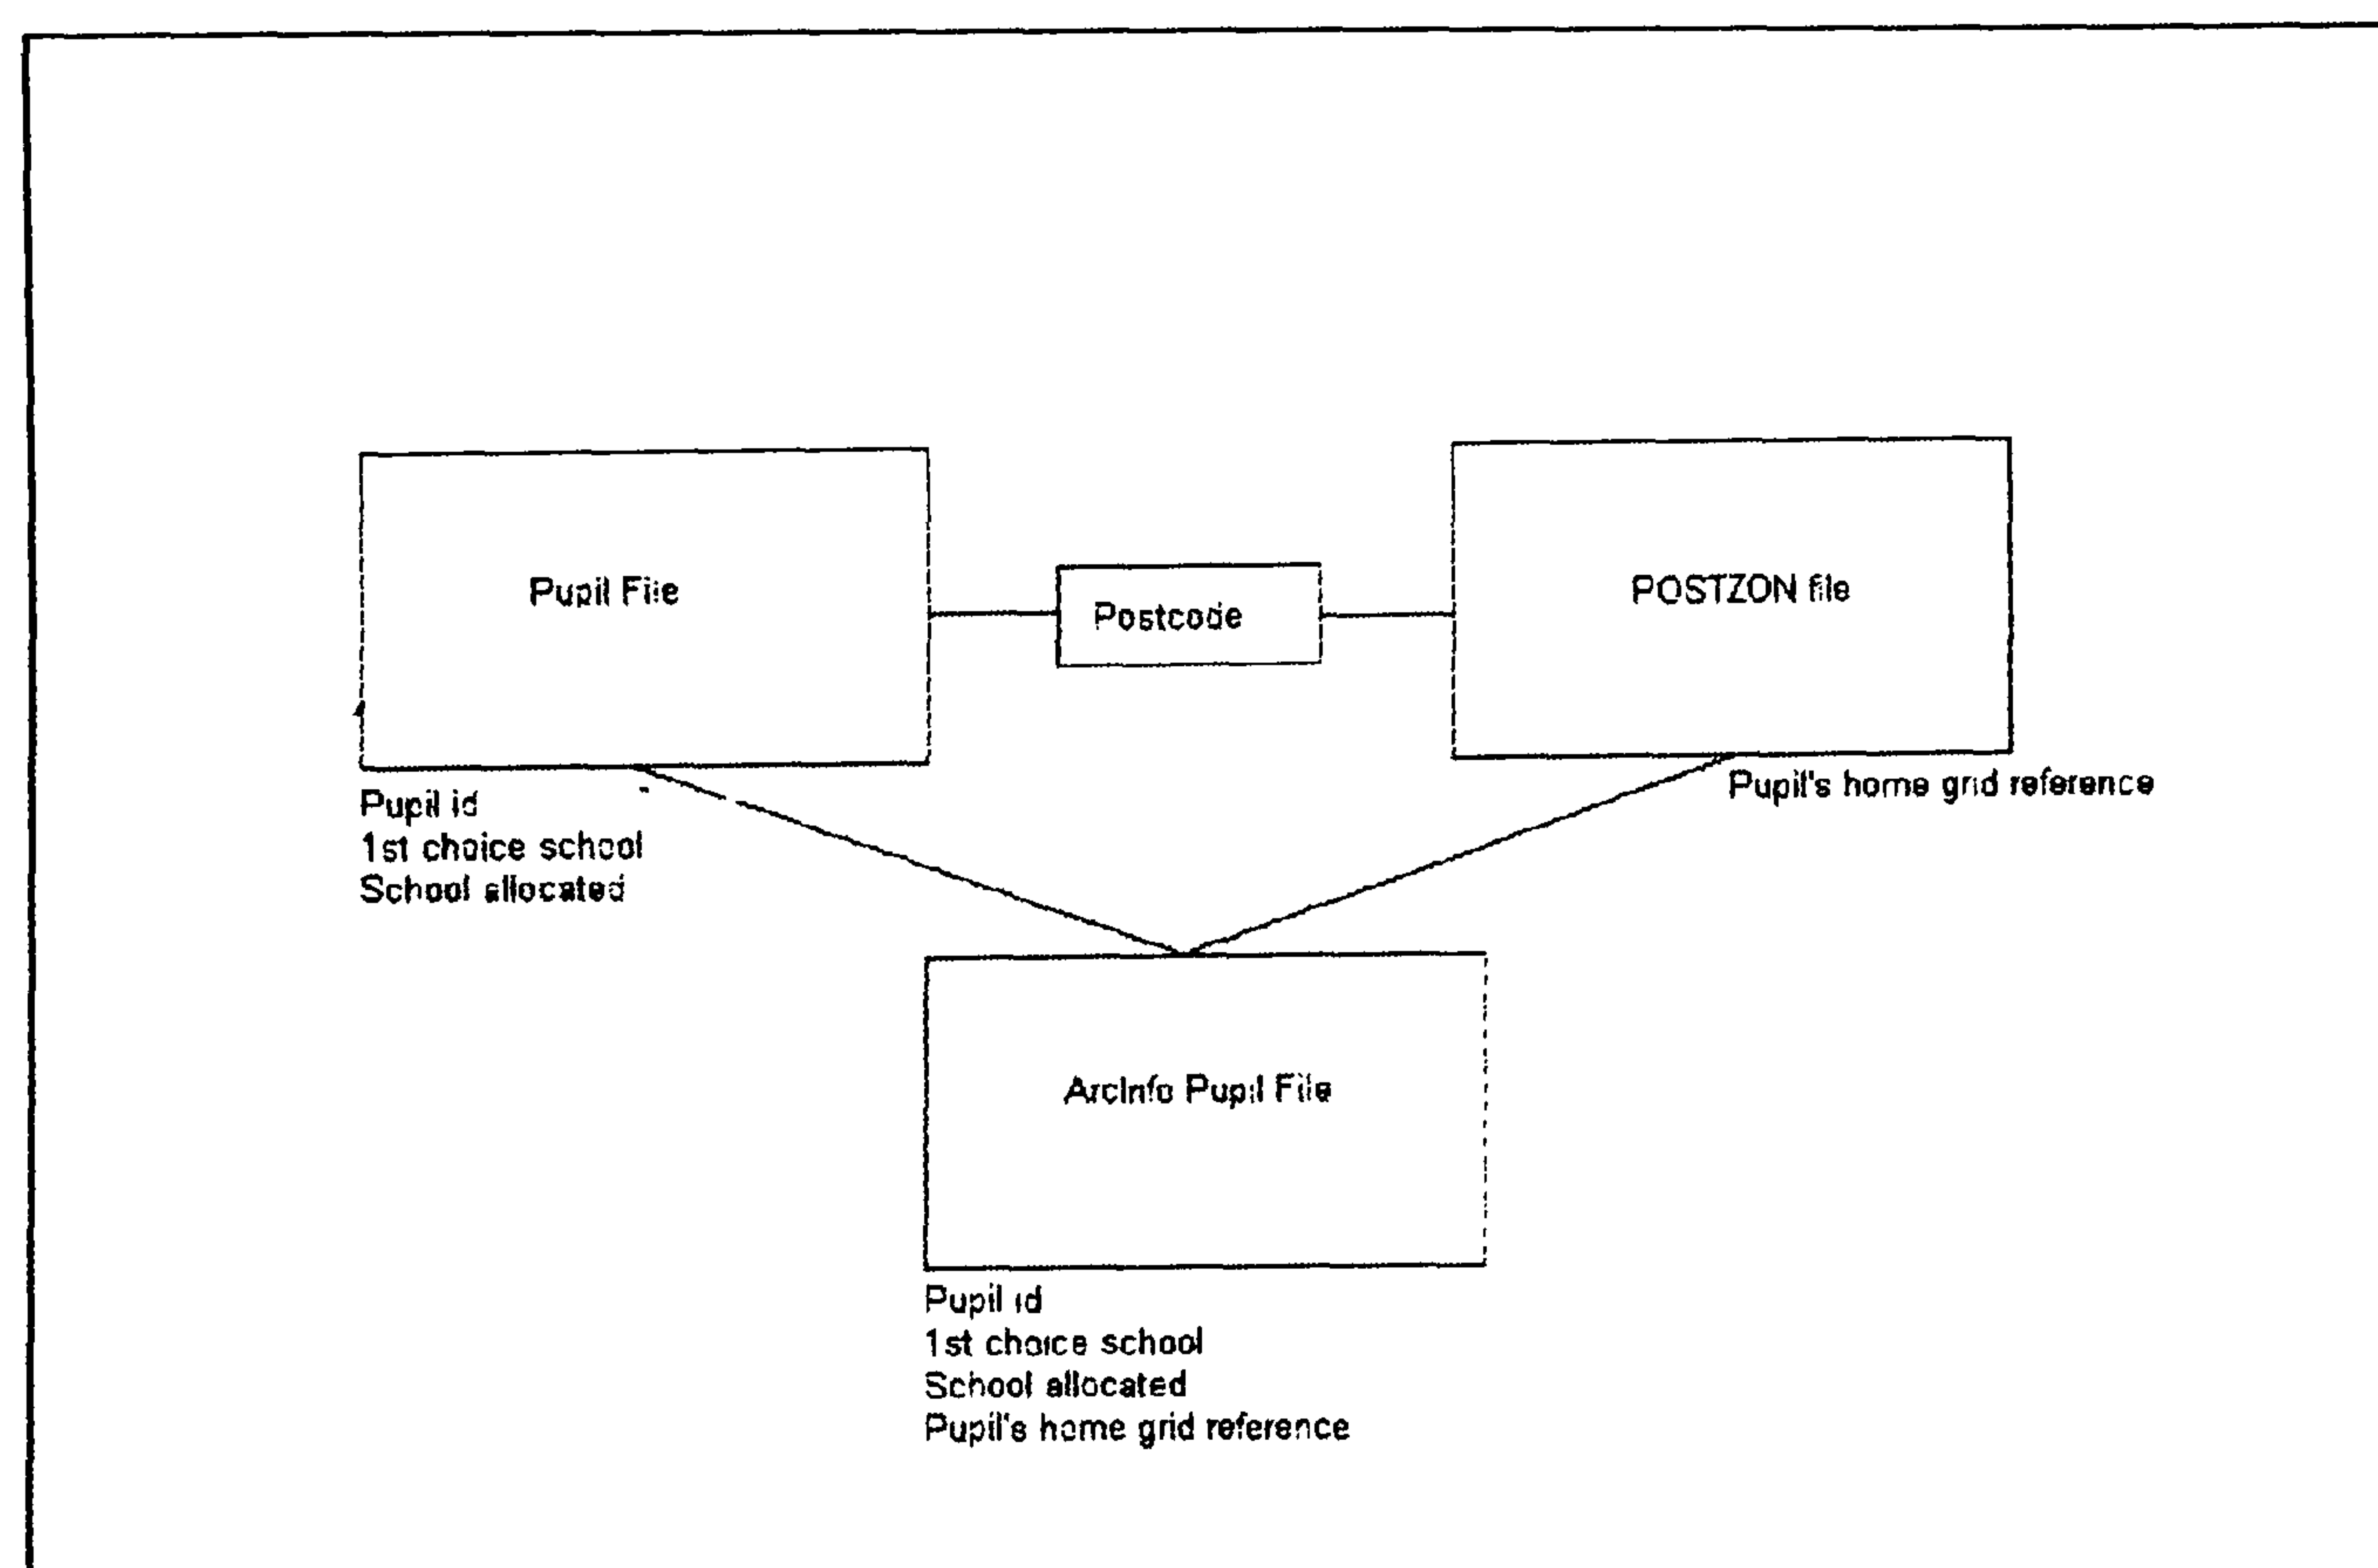 Pupil File
Postcode
POSTZON file
Pupil id
1st choice school
School allocated
Pupil's home grid reference
ArcInfo Pupil File
Pupil id
1st choice school
School allocated
Pupil's home grid reference